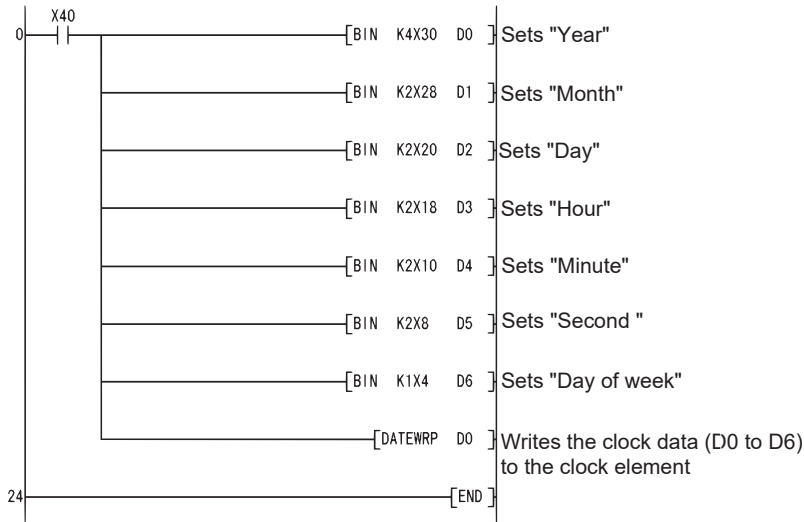 X40
0 [BIN K4X30 D0 ] Sets "Year"
[BIN K2X28 D1 ] Sets "Month"
[BIN K2X20 D2 ] Sets "Day"
[BIN K2X18 D3 ] Sets "Hour"
[BIN K2X10 D4 ] Sets "Minute"
[BIN K2X8 D5 ] Sets "Second "
[BIN K1X4 D6 ] Sets "Day of week"
[DATEWRP D0 ] Writes the clock data (D0 to D6)
to the clock element
24 [END ]